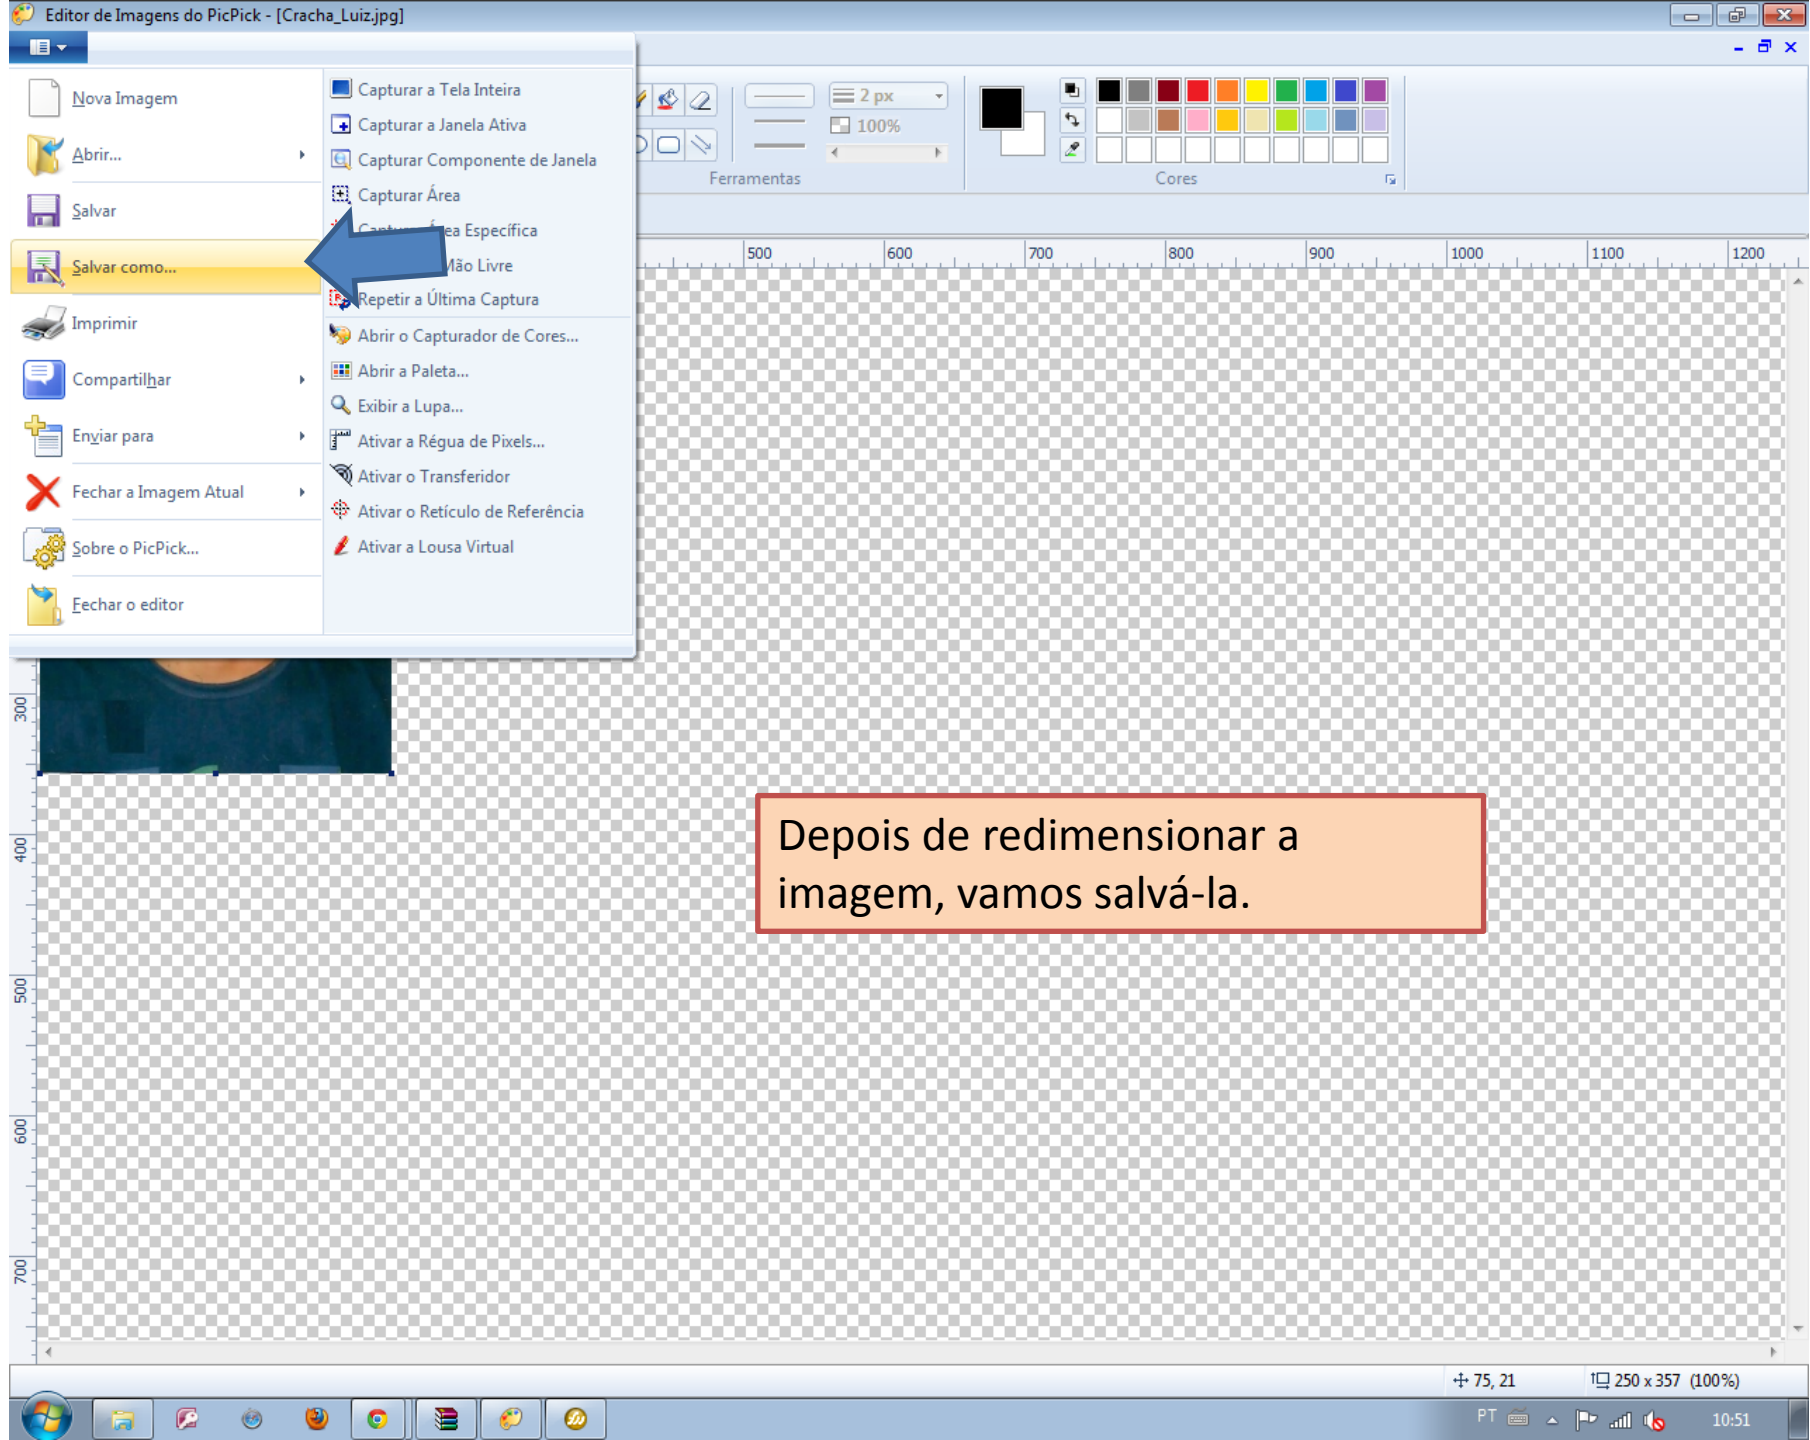 Editor de Imagens do PicPick - [Cracha_Luiz.jpg]
Nova Imagem
Abrir...
Salvar
Salvar como...
Imprimir
Compartilhar
Enviar para
Fechar a Imagem Atual
Sobre o PicPick...
Fechar o editor
Capturar a Tela Inteira
Capturar a Janela Ativa
Capturar Componente de Janela
Capturar Área
Específica
Mão Livre
Repetir a Última Captura
Abrir o Capturador de Cores...
Abrir a Paleta...
Exibir a Lupa...
Ativar a Régua de Pixels...
Ativar o Transferidor
Ativar o Retículo de Referência
Ativar a Lousa Virtual
2 px
100%
Ferramentas
Cores
500 600 700 800 900 1000 1100 1200
300
400
500
600
700
Depois de redimensionar a
imagem, vamos salvá-la.
75, 21
250 x 357 (100%)
PT
10:51